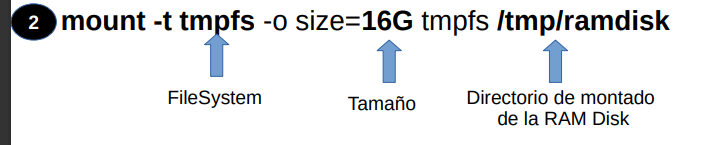 2 mount -t tmpfs -o size=16G tmpfs /tmp/ramdisk
FileSystem
Tamaño
Directorio de montado
de la RAM Disk